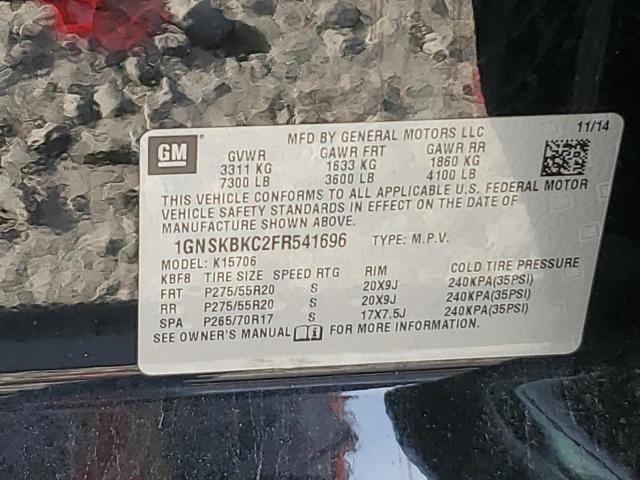 GM
MFD BY GENERAL MOTORS LLC
11/14
GVWR GAWR FRT GAWR RR
3311 KG 1633 KG 1860 KG
7300 LB 3600 LB 4100 LB
THIS VEHICLE CONFORMS TO ALL APPLICABLE U.S. FEDERAL MOTOR
VEHICLE SAFETY STANDARDS IN EFFECT ON THE DATE OF
MANUFACTURE SHOWN ABOVE.
1GNSKBKC2FR541696 TYPE: M.P.V.
MODEL: K15706
KBF8 TIRE SIZE SPEED RTG RIM COLD TIRE PRESSURE
FRT P275/55R20 S 20X9J 240KPA(35PSI)
RR P275/55R20 S 20X9J 240KPA(35PSI)
SPA P265/70R17 S 17X7.5J 240KPA(35PSI)
SEE OWNER'S MANUAL FOR MORE INFORMATION.